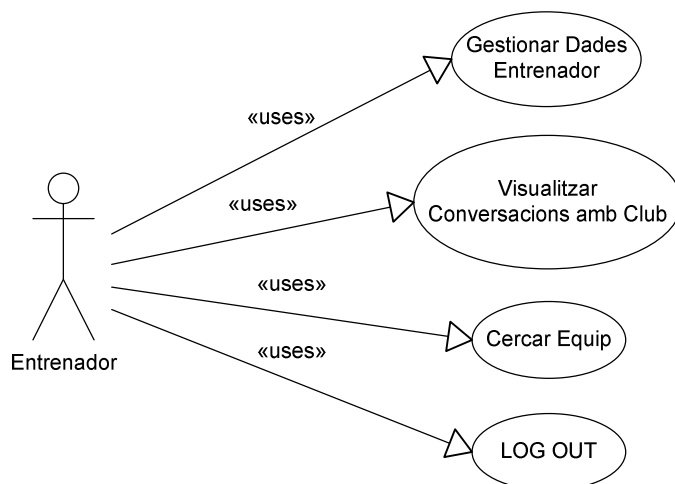 Gestionar Dades
Entrenador
«uses»
Visualitzar
Conversacions amb Club
«uses»
«uses»
Cercar Equip
«uses»
Entrenador
LOG OUT